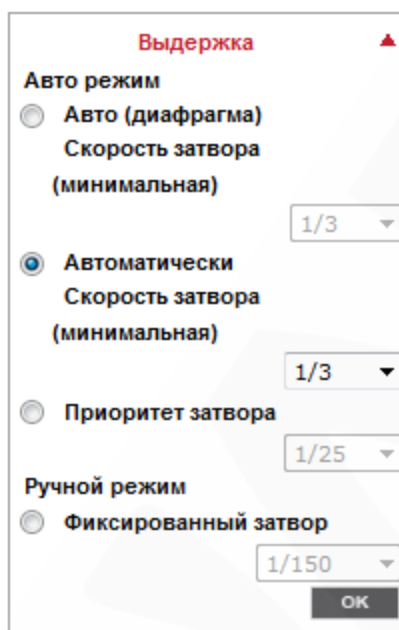 Выдержка
Авто режим
Авто (диафрагма)
Скорость затвора
(минимальная)
1/3
Автоматически
Скорость затвора
(минимальная)
1/3
Приоритет затвора
1/25
Ручной режим
Фиксированный затвор
1/150
OK